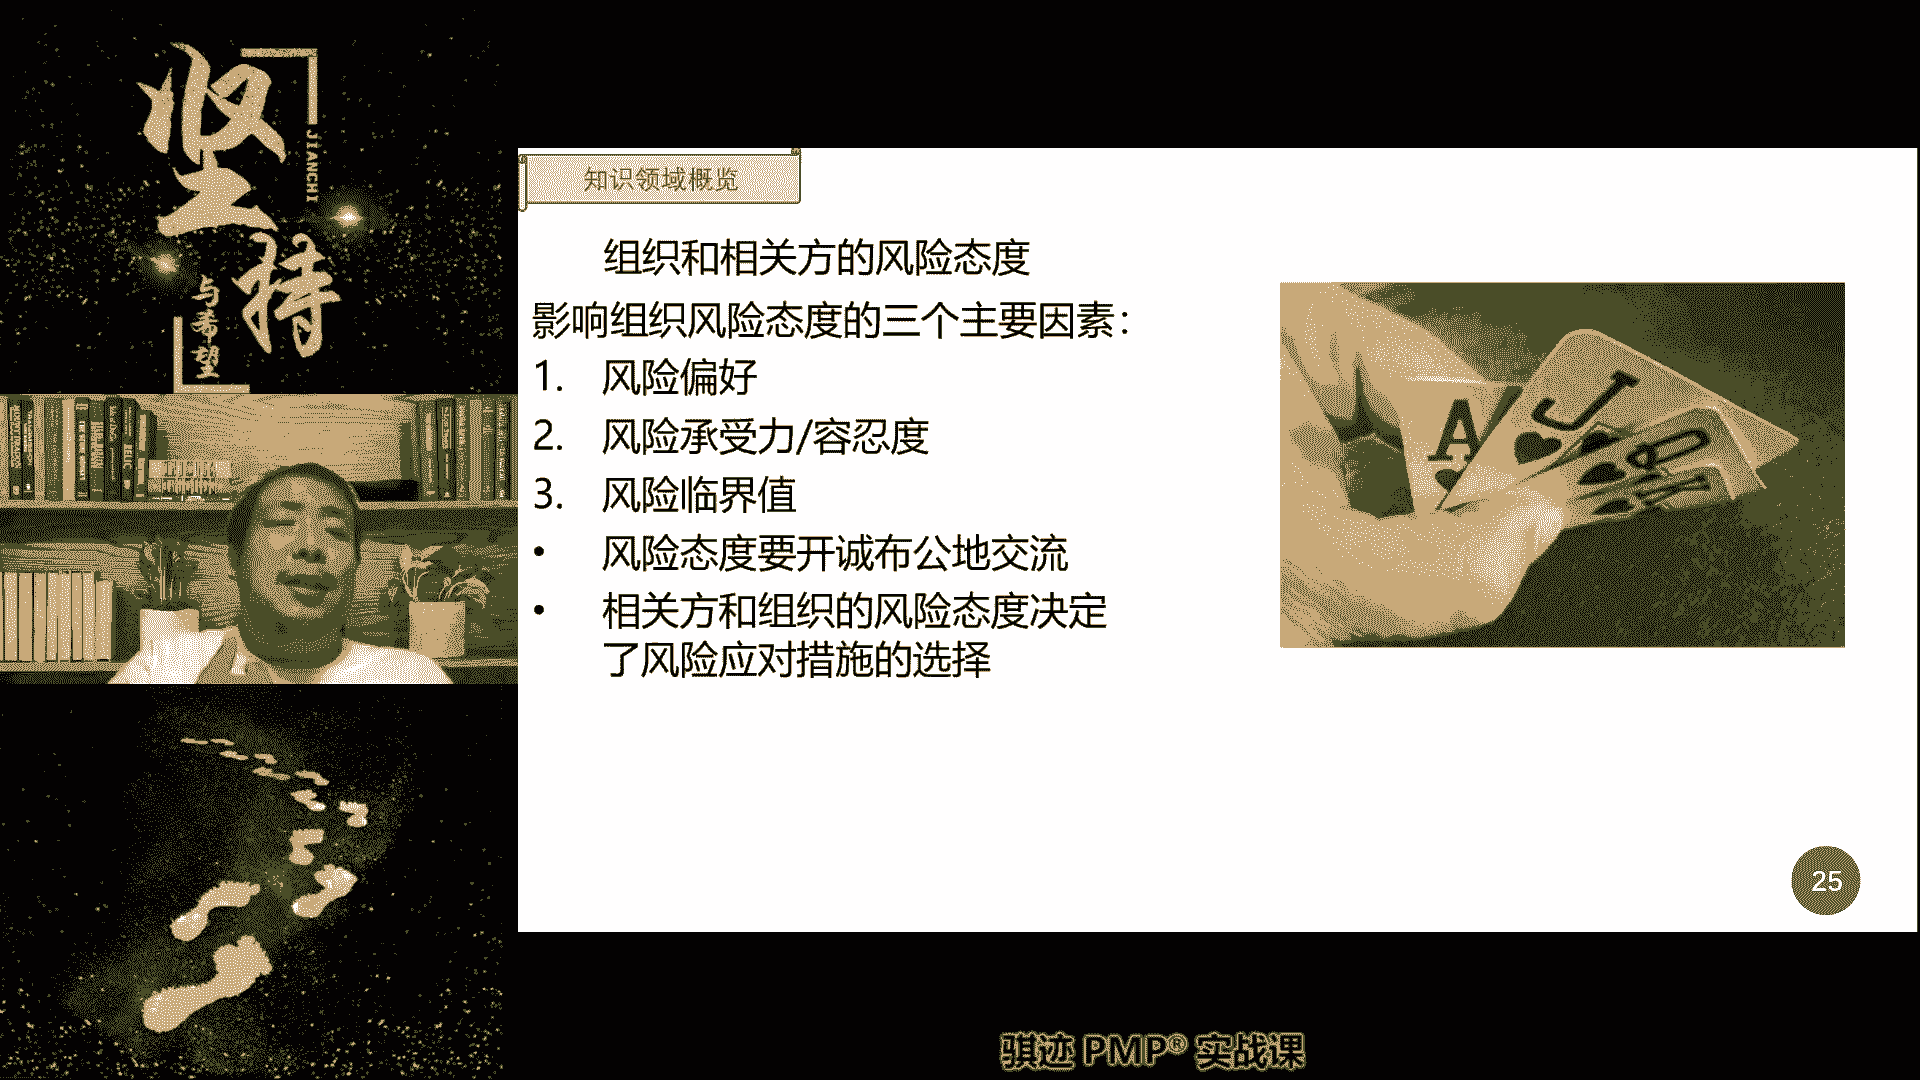 坚持
JIANCHI
与希望
知识领域概览
组织和相关方的风险态度
影响组织风险态度的三个主要因素：
1. 风险偏好
2. 风险承受力/容忍度
3. 风险临界值
• 风险态度要开诚布公地交流
• 相关方和组织的风险态度决定
了风险应对措施的选择
A
J
Q
K
25
骐迹 PMP® 实战课